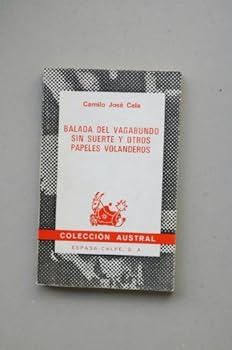 Camilo José Cela
BALADA DEL VAGABUNDO
SIN SUERTE Y OTROS
PAPELES VOLANDEROS
COLECCIÓN AUSTRAL
ESPASA-CALPE, S. A.